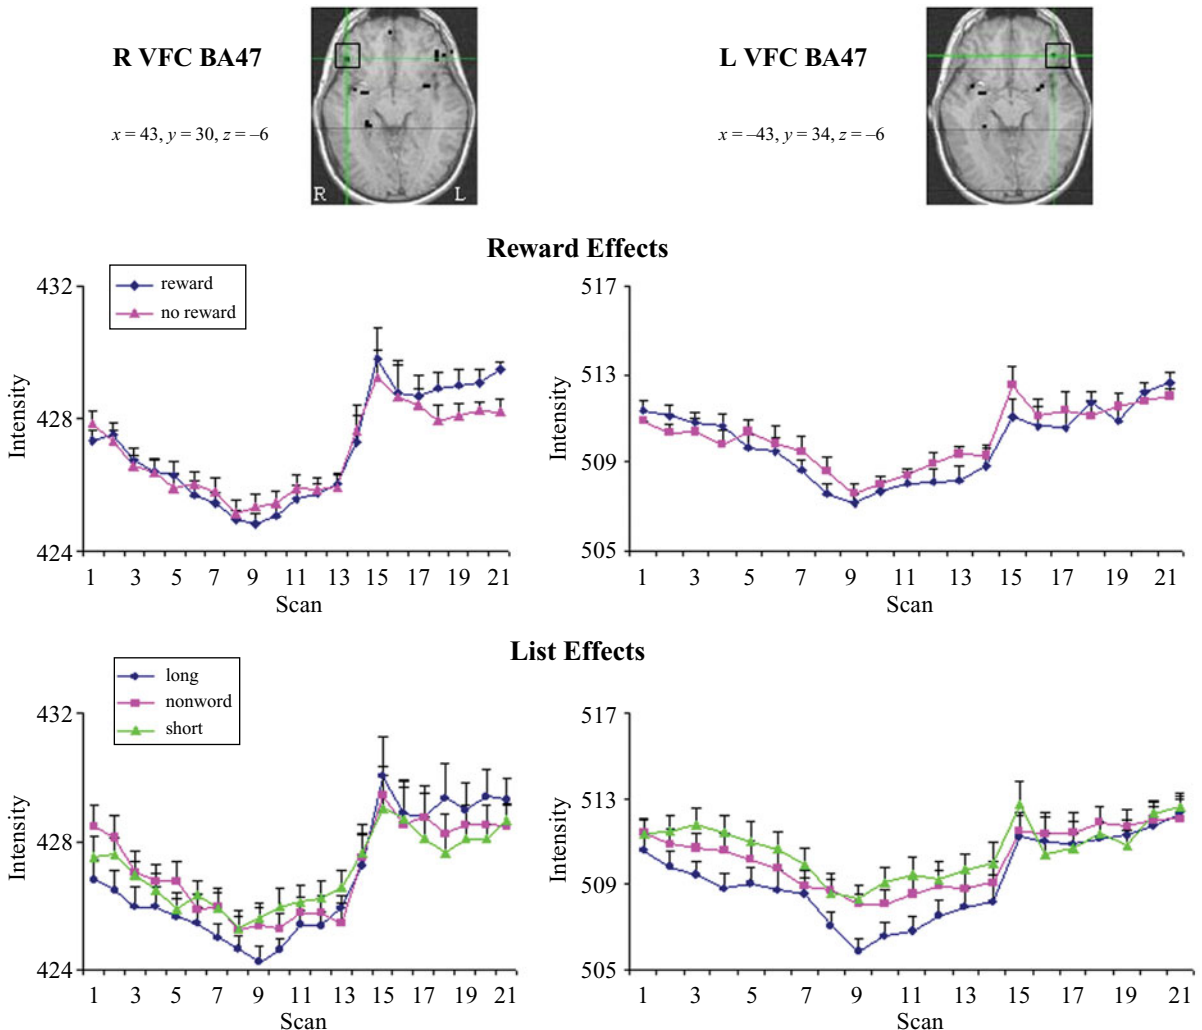 R VFC BA47
x = 43, y = 30, z = –6
R L
L VFC BA47
x = –43, y = 34, z = –6
Reward Effects
reward
no reward
432
428
424
Intensity
1 3 5 7 9 11 13 15 17 19 21
Scan
517
513
509
505
Intensity
1 3 5 7 9 11 13 15 17 19 21
Scan
List Effects
long
nonword
short
432
428
424
Intensity
1 3 5 7 9 11 13 15 17 19 21
Scan
517
513
509
505
Intensity
1 3 5 7 9 11 13 15 17 19 21
Scan